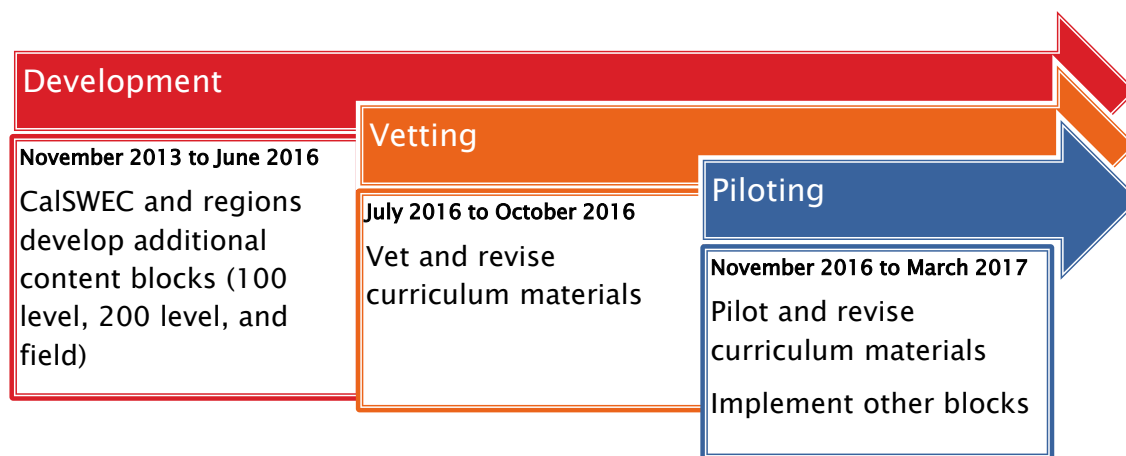 Development
November 2013 to June 2016
CalSWEC and regions
develop additional
content blocks (100
level, 200 level, and
field)
Vetting
July 2016 to October 2016
Vet and revise
curriculum materials
Piloting
November 2016 to March 2017
Pilot and revise
curriculum materials
Implement other blocks